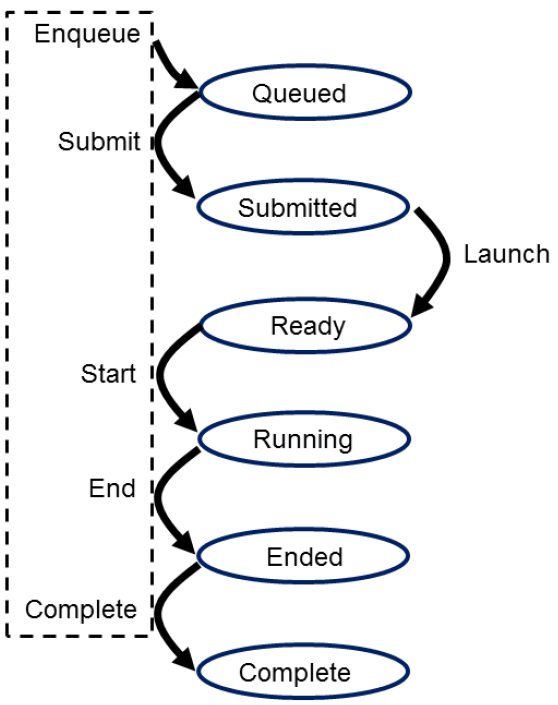 Enqueue
Queued
Submit
Submitted
Launch
Ready
Start
Running
End
Ended
Complete
Complete